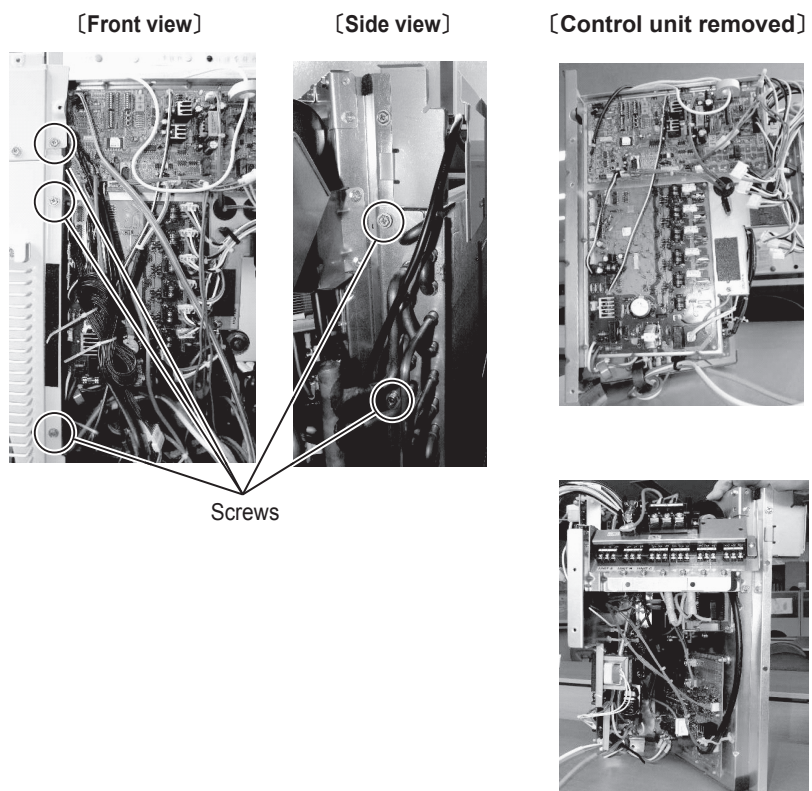 〔Front view〕
〔Side view〕
〔Control unit removed〕
Screws